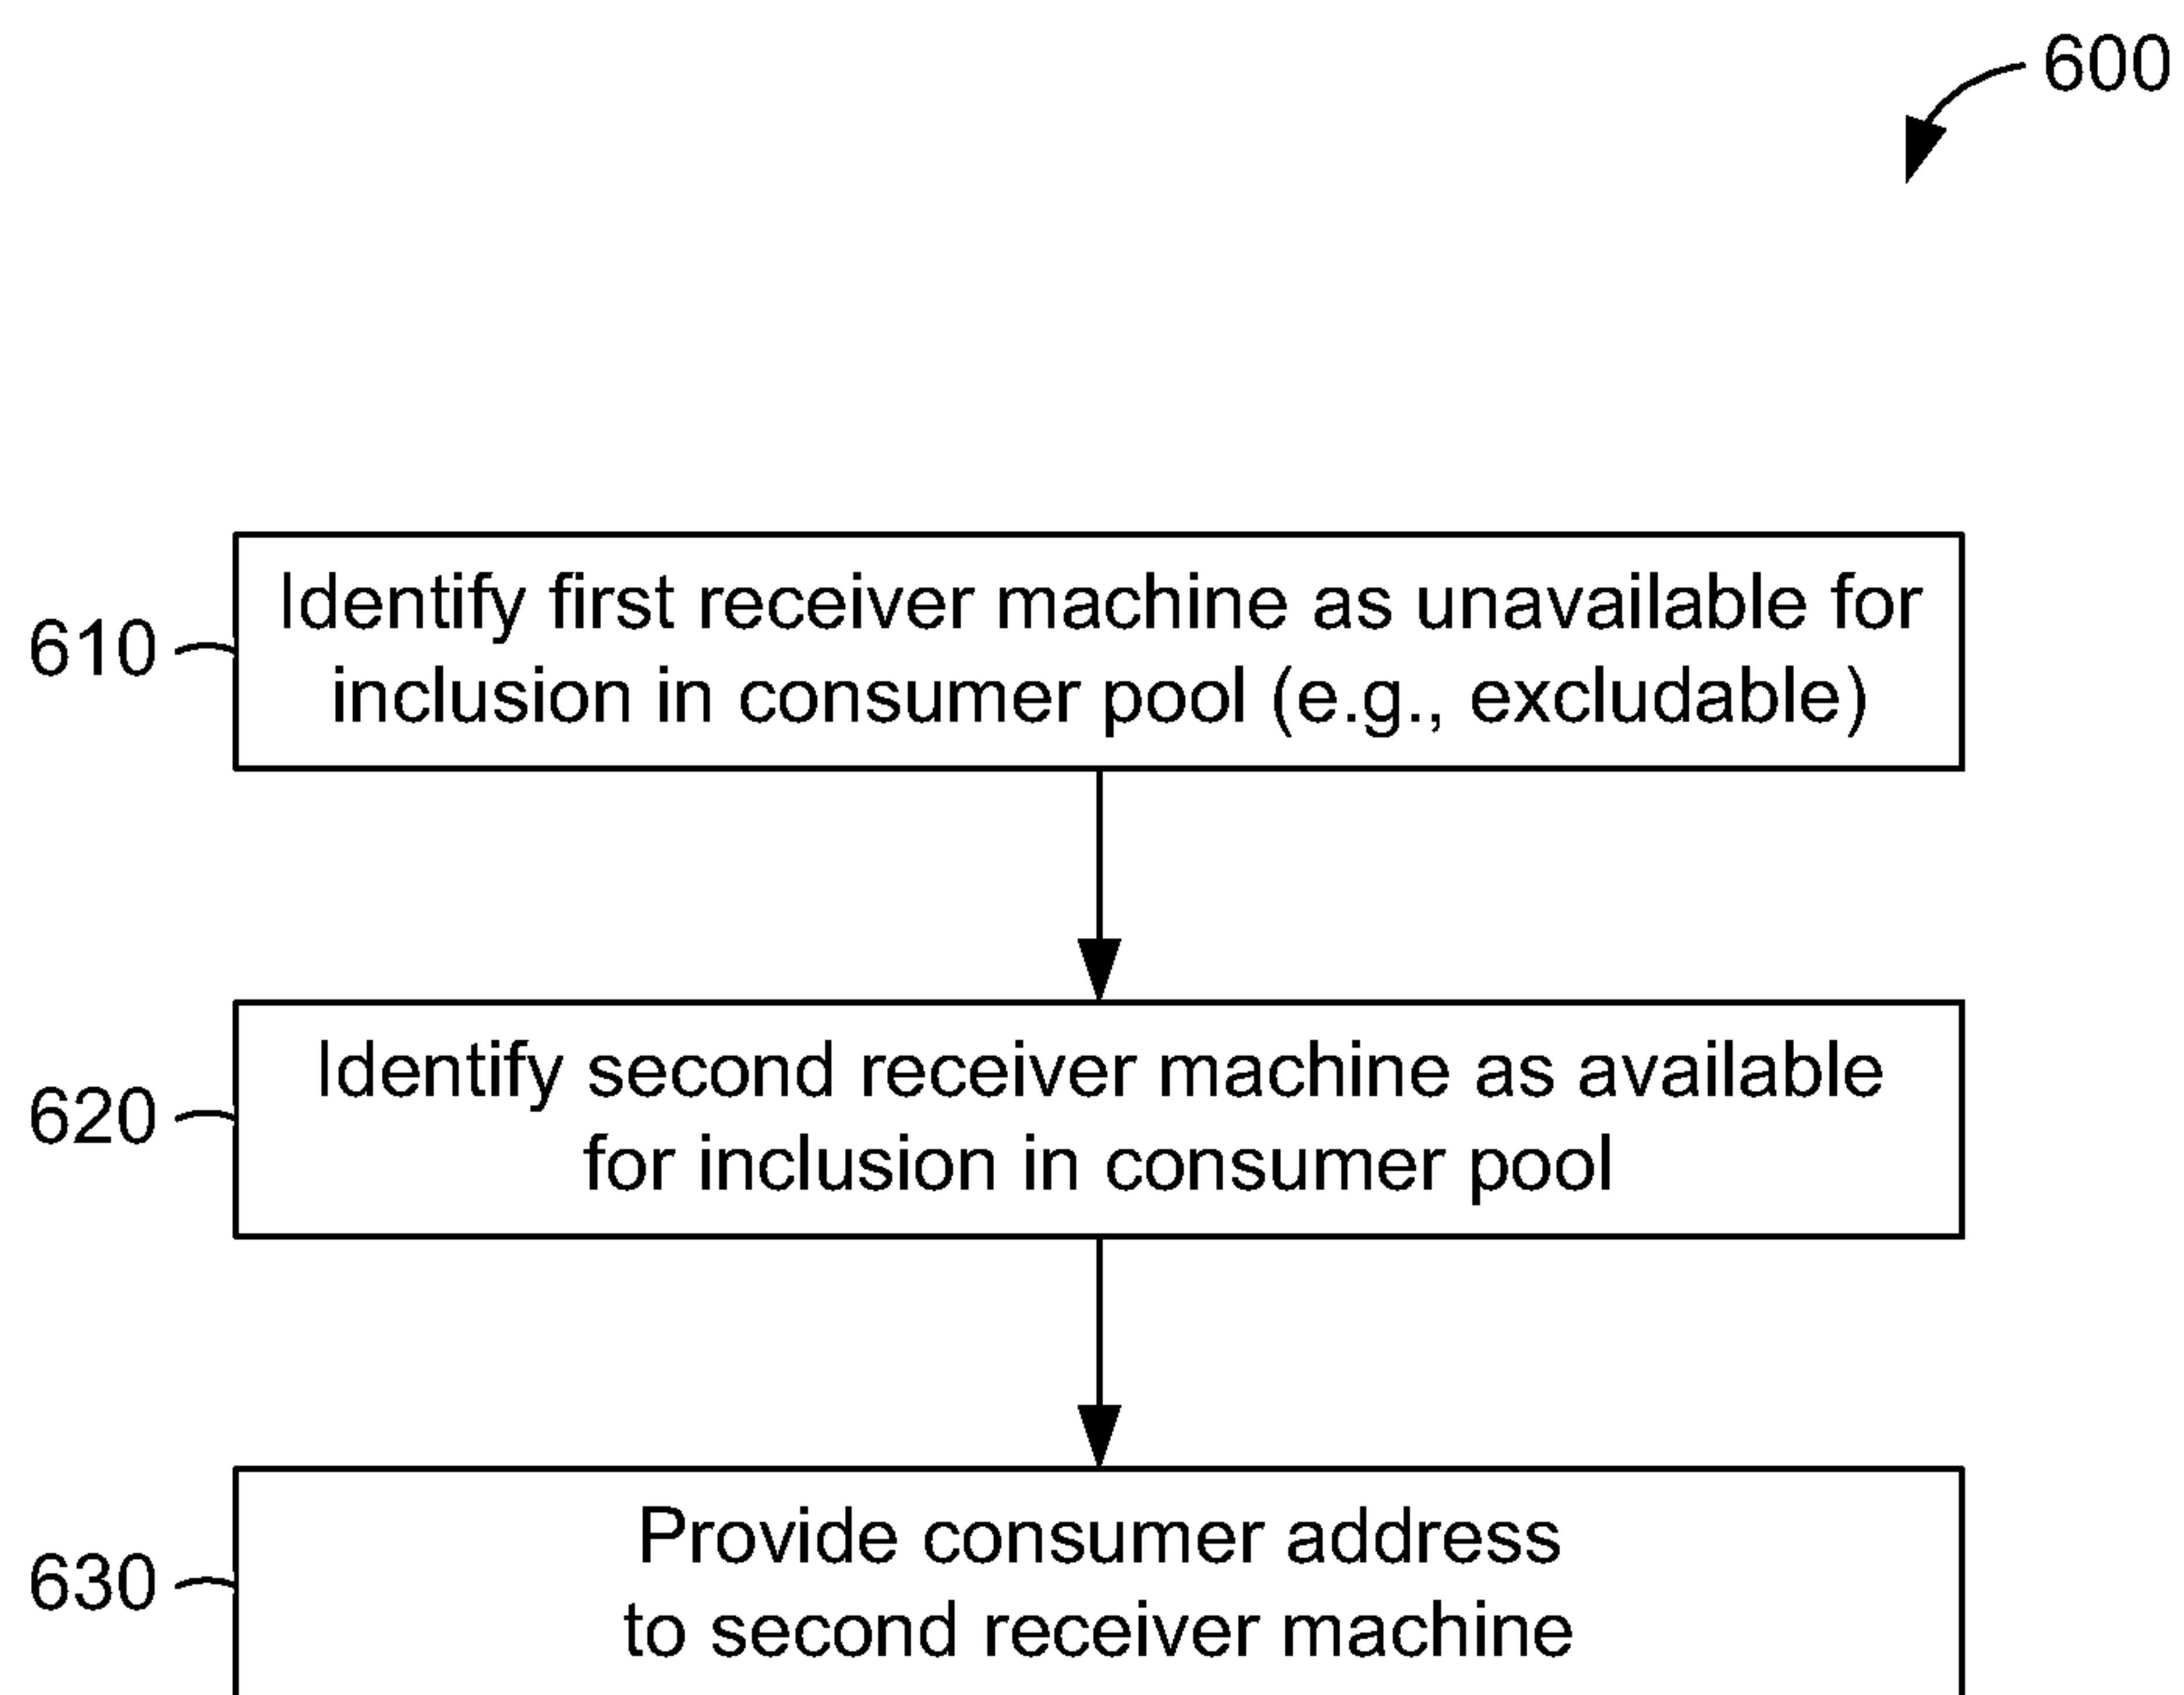 600
610
Identify first receiver machine as unavailable for
inclusion in consumer pool (e.g., excludable)
620
Identify second receiver machine as available
for inclusion in consumer pool
630
Provide consumer address
to second receiver machine